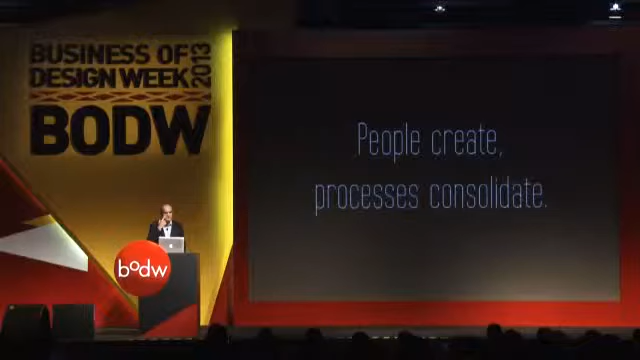 BUSINESS OF
DESIGN WEEK
2013
BODW
People create,
processes consolidate.
bodw